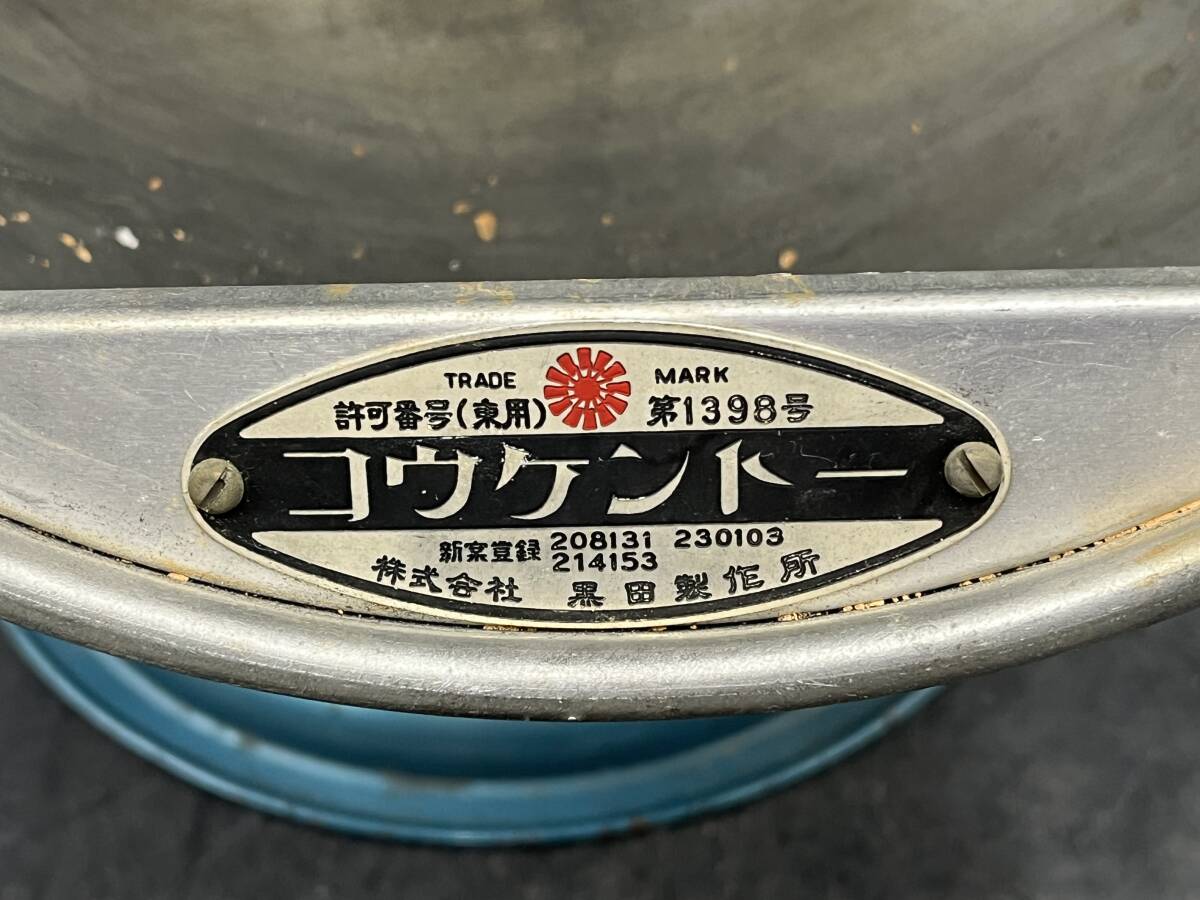 TRADE MARK
許可番号(東用) 第1398号
コウケントー
新案登録 208131 230103
214153
株式会社 黒田製作所